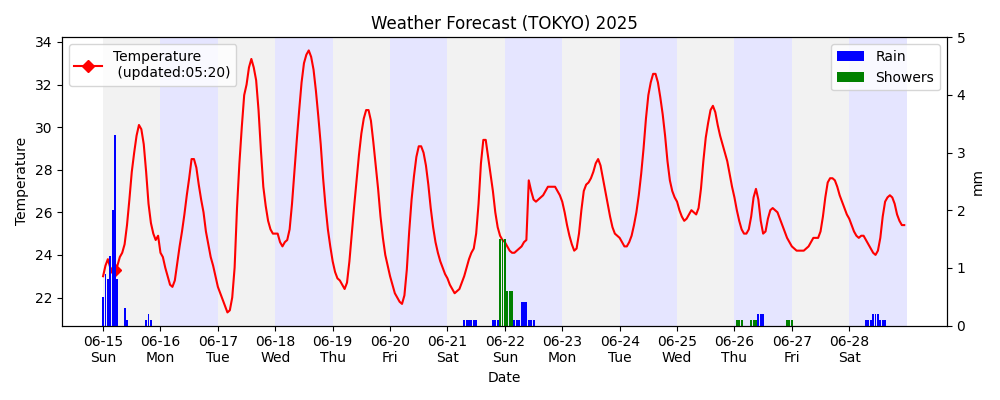 Weather Forecast (TOKYO) 2025
Temperature
(updated:05:20)
Rain
Showers
34
32
30
28
26
24
22
Temperature
5
4
3
2
1
0
mm
06-15 06-16 06-17 06-18 06-19 06-20 06-21 06-22 06-23 06-24 06-25 06-26 06-27 06-28
Sun Mon Tue Wed Thu Fri Sat Sun Mon Tue Wed Thu Fri Sat
Date